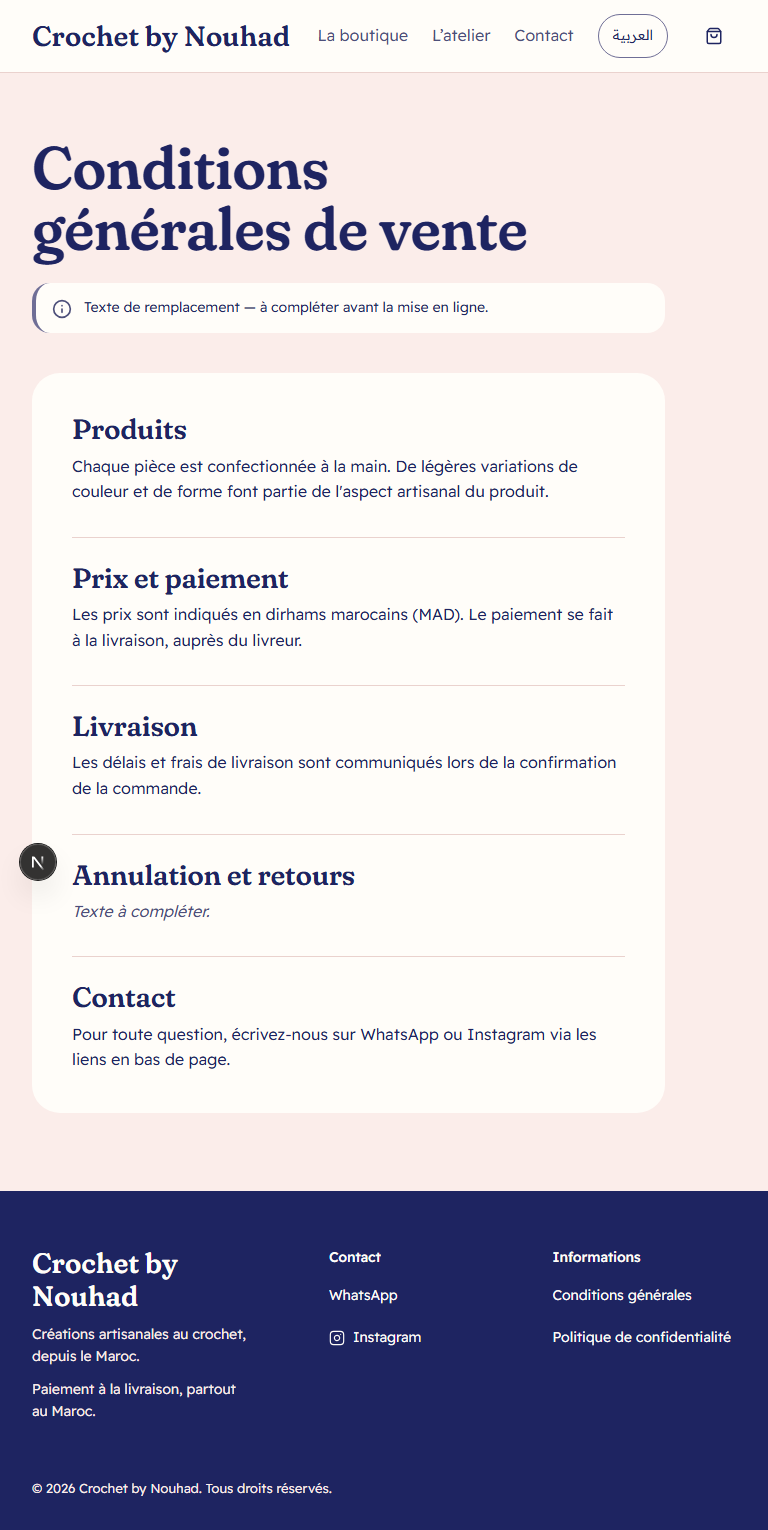 Crochet by Nouhad
La boutique
L’atelier
Contact
العربية
Conditions
générales de vente
Texte de remplacement — à compléter avant la mise en ligne.
Produits
Chaque pièce est confectionnée à la main. De légères variations de
couleur et de forme font partie de l'aspect artisanal du produit.
Prix et paiement
Les prix sont indiqués en dirhams marocains (MAD). Le paiement se fait
à la livraison, auprès du livreur.
Livraison
Les délais et frais de livraison sont communiqués lors de la confirmation
de la commande.
N
Annulation et retours
Texte à compléter.
Contact
Pour toute question, écrivez-nous sur WhatsApp ou Instagram via les
liens en bas de page.
Crochet by
Nouhad
Créations artisanales au crochet,
depuis le Maroc.
Paiement à la livraison, partout
au Maroc.
Contact
WhatsApp
Instagram
Informations
Conditions générales
Politique de confidentialité
© 2026 Crochet by Nouhad. Tous droits réservés.